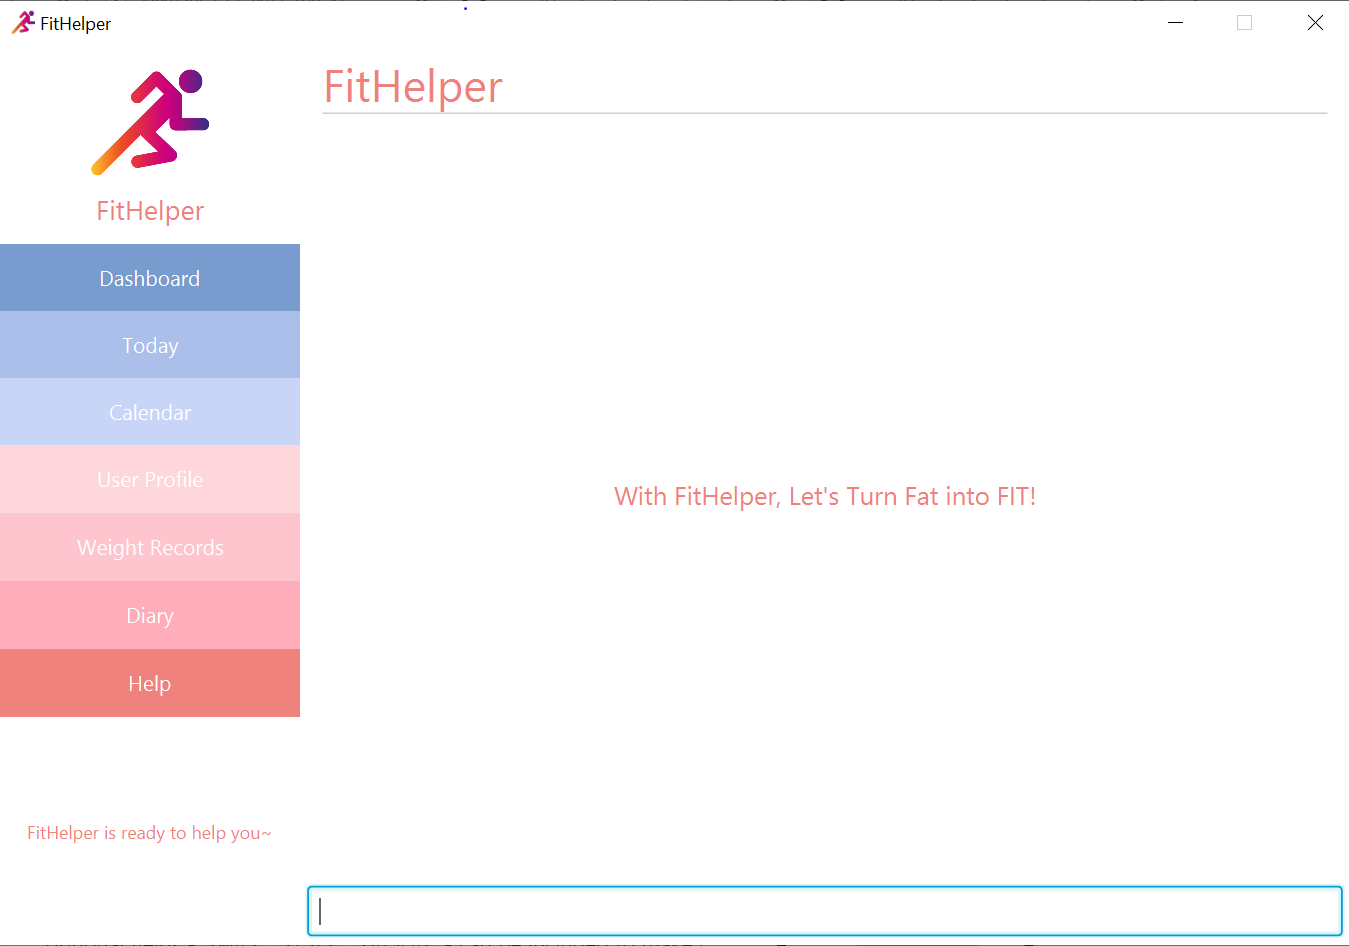 FitHelper
FitHelper
FitHelper
Dashboard
Today
Calendar
User Profile
Weight Records
Diary
Help
With FitHelper, Let's Turn Fat into FIT!
FitHelper is ready to help you~